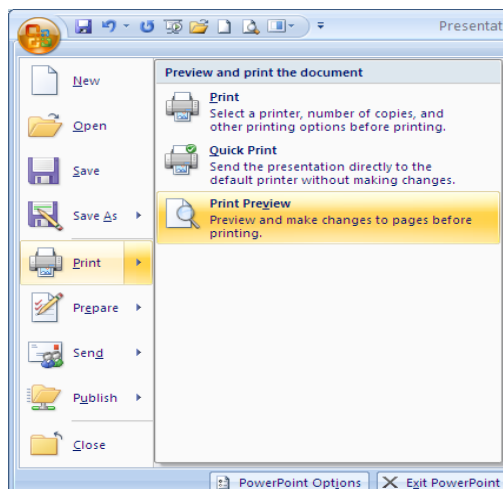 Presentat
New
Open
Save
Save As
Print
Prepare
Send
Publish
Close
Preview and print the document
Print
Select a printer, number of copies, and
other printing options before printing.
Quick Print
Send the presentation directly to the
default printer without making changes.
Print Preview
Preview and make changes to pages before
printing.
PowerPoint Options
Exit PowerPoint